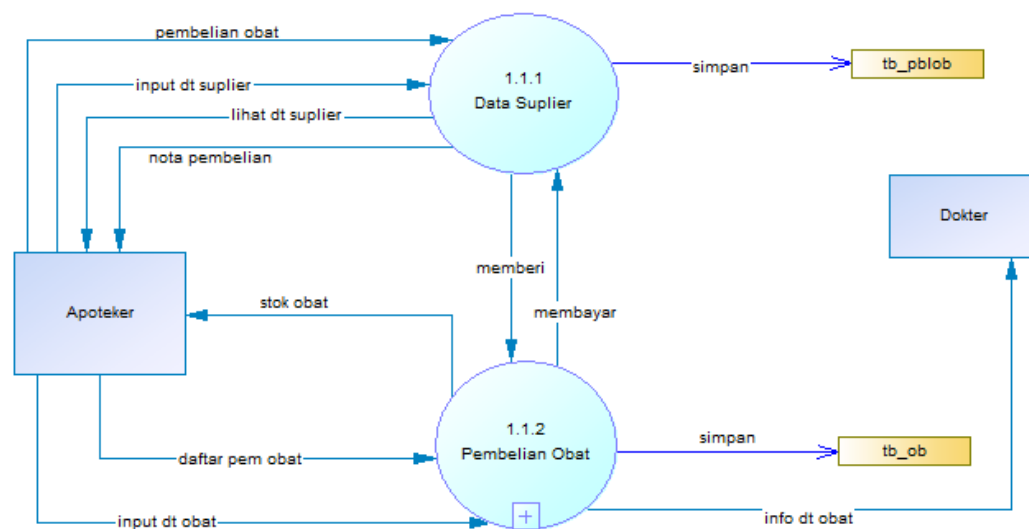 pembelian obat
1.1.1
Data Suplier
simpan
tb_pblob
input dt suplier
lihat dt suplier
nota pembelian
Dokter
memberi
membayar
Apoteker
stok obat
1.1.2
Pembelian Obat
simpan
tb_ob
daftar pem obat
input dt obat
info dt obat